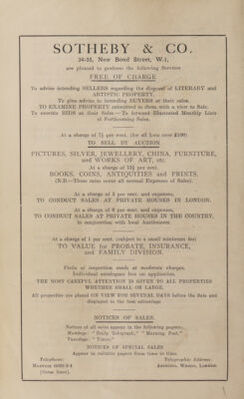 SOTHEBY & CO.
34-35, New Bond Street, W.1,
are pleased to perform the following Services
FREE OF CHARGE
To advise intending SELLERS regarding the disposal of LITERARY and
ARTISTIC PROPERTY.
To give advice to intending BUYERS at their sales.
TO EXAMINE PROPERTY submitted to them with a view to Sale.
To execute BIDS at their Sales.—To forward Illustrated Monthly Lists
of Forthcoming Sales.
At a charge of 7½ per cent. (for all lots over £100)
TO SELL BY AUCTION
PICTURES, SILVER, JEWELLERY, CHINA, FURNITURE,
and WORKS OF ART, etc.
At a charge of 12½ per cent.
BOOKS, COINS, ANTIQUITIES and PRINTS.
(N.B.—These rates cover all normal Expenses of Sales).
At a charge of 5 per cent. and expenses,
TO CONDUCT SALES AT PRIVATE HOUSES IN LONDON.
At a charge of per cent. and expenses,
TO CONDUCT SALES AT PRIVATE HOUSES IN THE COUNTRY,
in conjunction with local Auctioneers.
At a charge of 1 per cent. (subject to a small minimum fee)
TO VALUE for PROBATE, INSURANCE,
and FAMILY DIVISION.
Visits of inspection made at moderate charges.
Individual catalogues free on application.
THE MOST CAREFUL ATTENTION IS GIVEN TO ALL PROPERTIES
WHETHER SMALL OR LARGE.
All properties are placed ON VIEW FOR SEVERAL DAYS before the Sale and
displayed to the best advantage
NOTICES OF SALES
Notices of all sales appear in the following papers:
Mondays: "Daily Telegraph," "Morning Post."
Tuesdays: "Times."
NOTICES OF SPECIAL SALES
Appear in suitable papers from time to time.
Telephone:
Telegraphic Address:
Mayfair
Abinitio, Wesdo, London